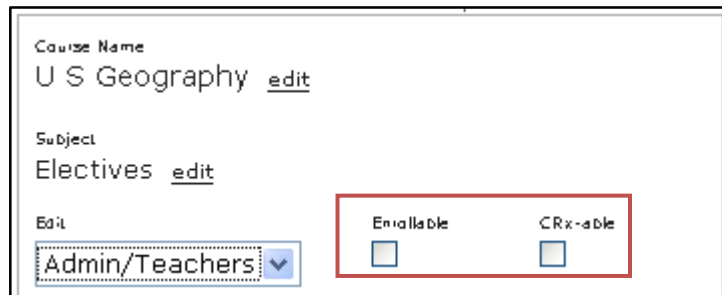 Course Name
U S Geography edit
Subject
Electives edit
Edit Enrollable CRx-able
Admin/Teachers